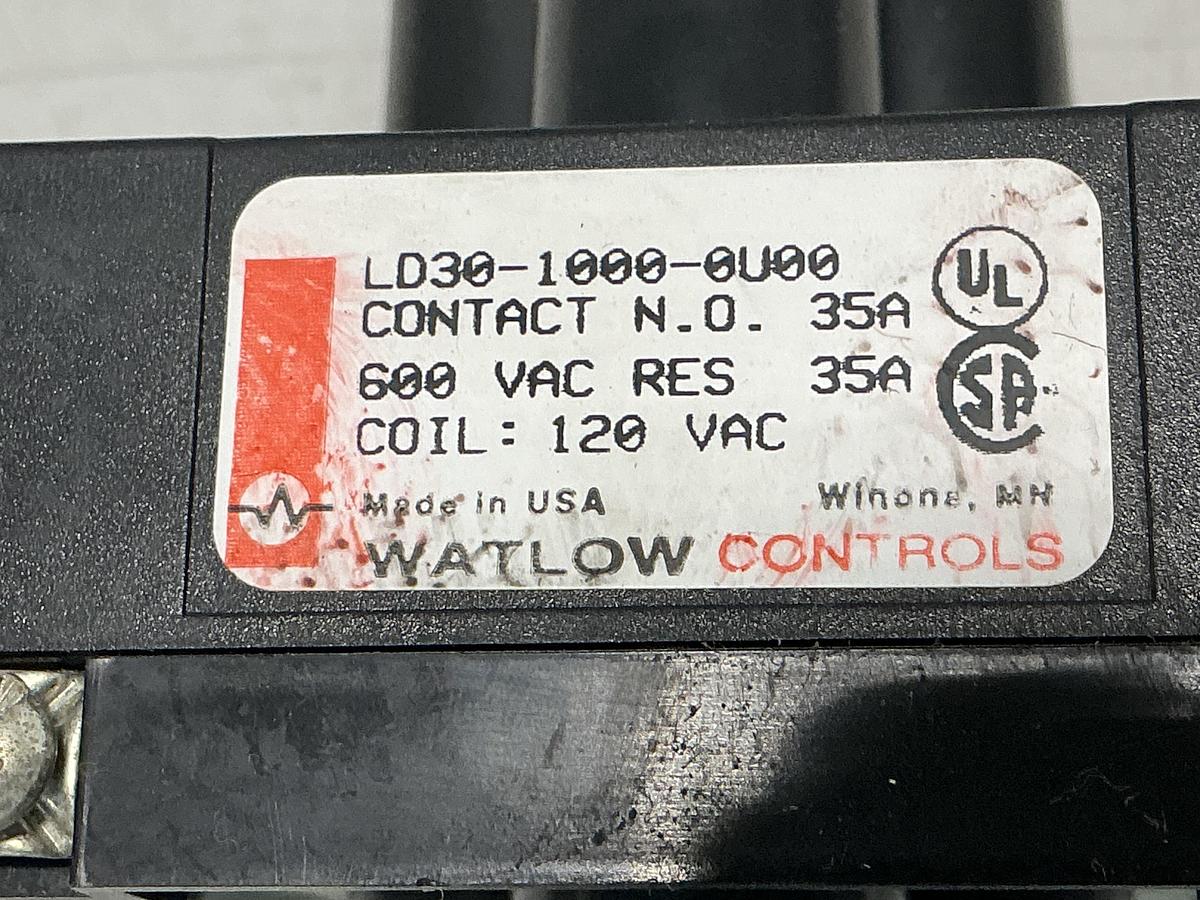 LD30-1000-0U00
CONTACT N.O. 35A
600 VAC RES 35A
COIL: 120 VAC
UL
SA
Made in USA Winona, MN
WATLOW CONTROLS